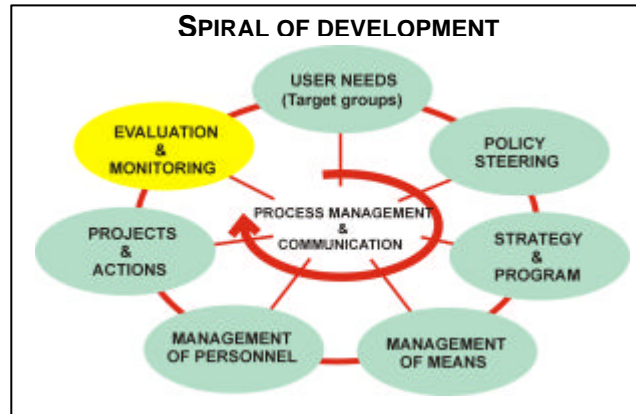 SPIRAL OF DEVELOPMENT
USER NEEDS
(Target groups)
POLICY
STEERING
STRATEGY
&
PROGRAM
MANAGEMENT
OF MEANS
MANAGEMENT
OF PERSONNEL
PROJECTS
&
ACTIONS
EVALUATION
&
MONITORING
PROCESS MANAGEMENT
&
COMMUNICATION